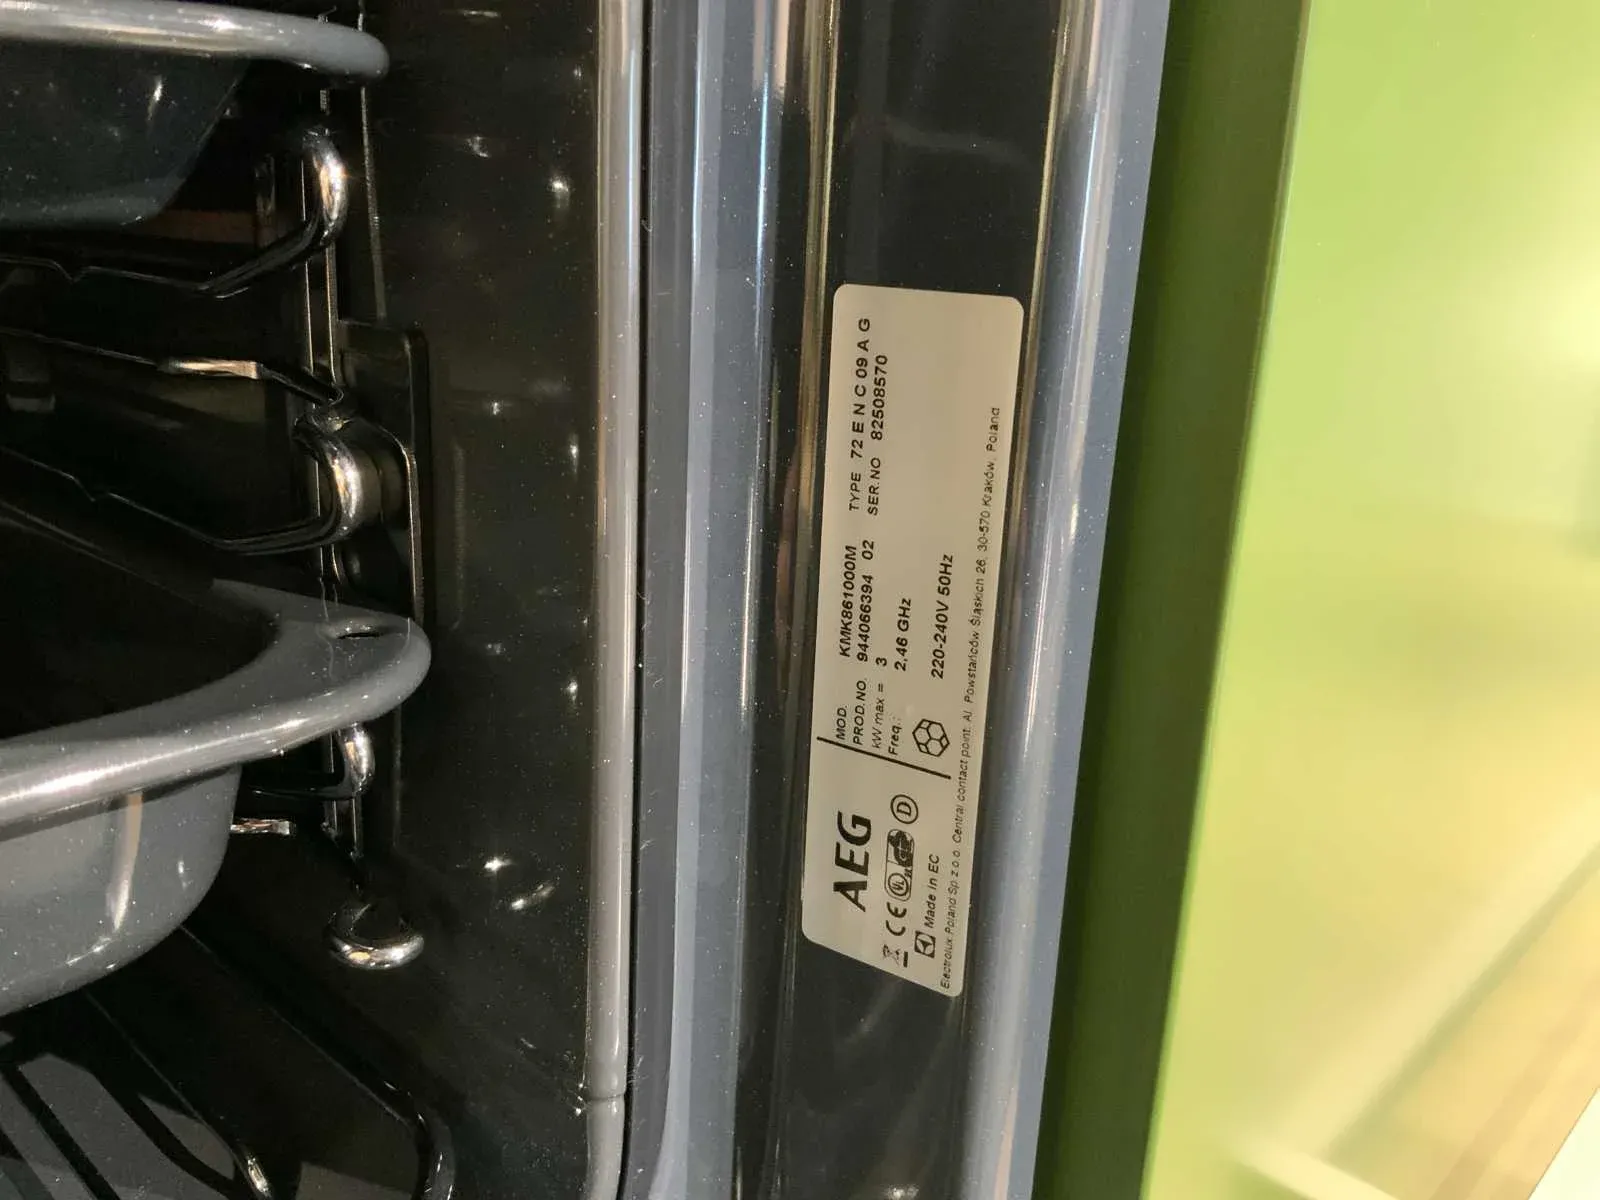 AEG
MOD. KMK861000M TYPE 72 E N C 09 A G
PROD.NO. 944066394 02 SER.NO 82508570
kW max = 3
Freq.: 2,46 GHz
220-240V 50Hz
CE
D
Made in EC
Electrolux Poland Sp. z o.o. Central contact point: Al. Powstańców Śląskich 26, 30-570 Kraków, Poland